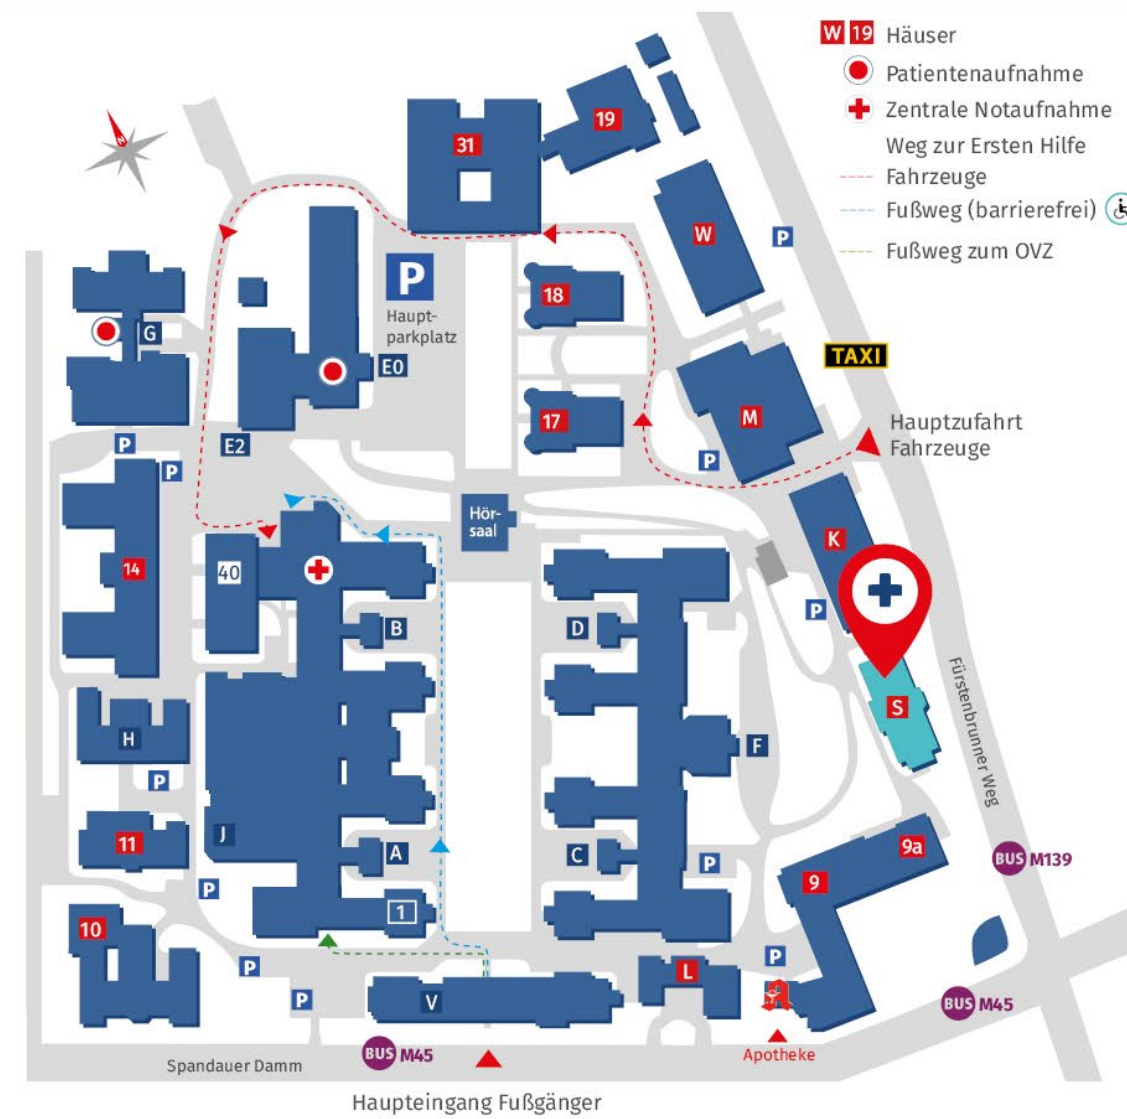 W 19 Häuser
Patientenaufnahme
Zentrale Notaufnahme
Weg zur Ersten Hilfe
Fahrzeuge
Fußweg (barrierefrei)
Fußweg zum OVZ
N
31
19
W
P
18
P
Haupt-
parkplatz
G
E0
TAXI
17
M
Hauptzufahrt
Fahrzeuge
P
E2
P
P
Hör-
saal
K
14
40
P
B
D
S
Fürstenbrunner Weg
H
F
P
J
11
A
C
P
9a
9
BUS M139
P
1
10
P
P
L
P
V
BUS M45
Spandauer Damm
BUS M45
Apotheke
Haupteingang Fußgänger